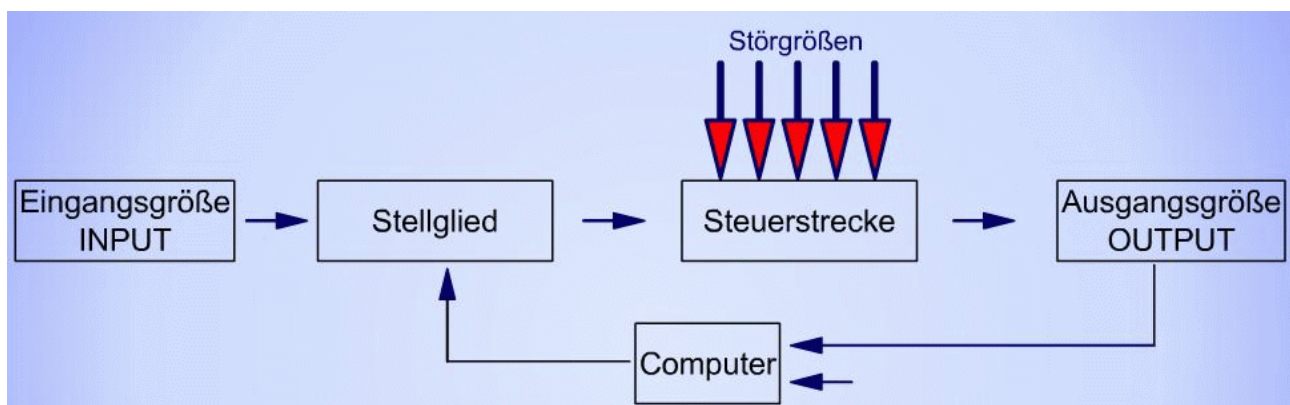 Störgrößen
Eingangsgröße
INPUT
Stellglied
Steuerstrecke
Ausgangsgröße
OUTPUT
Computer